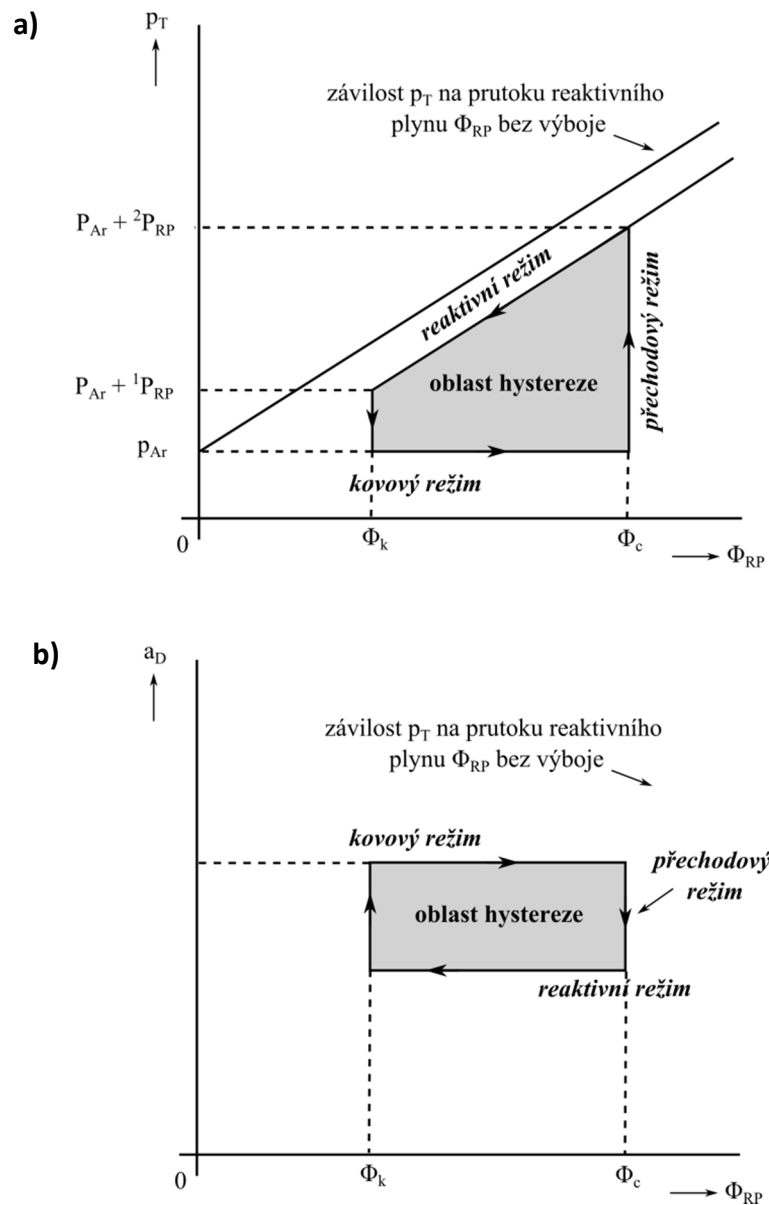 a)
p_T
závilost p_T na prutoku reaktivního
plynu Φ_RP bez výboje
P_Ar + ²P_RP
reaktivní režim
přechodový režim
P_Ar + ¹P_RP
oblast hystereze
p_Ar
kovový režim
0
Φ_k
Φ_c
Φ_RP
b)
a_D
závilost p_T na prutoku reaktivního
plynu Φ_RP bez výboje
kovový režim
přechodový
režim
oblast hystereze
reaktivní režim
0
Φ_k
Φ_c
Φ_RP